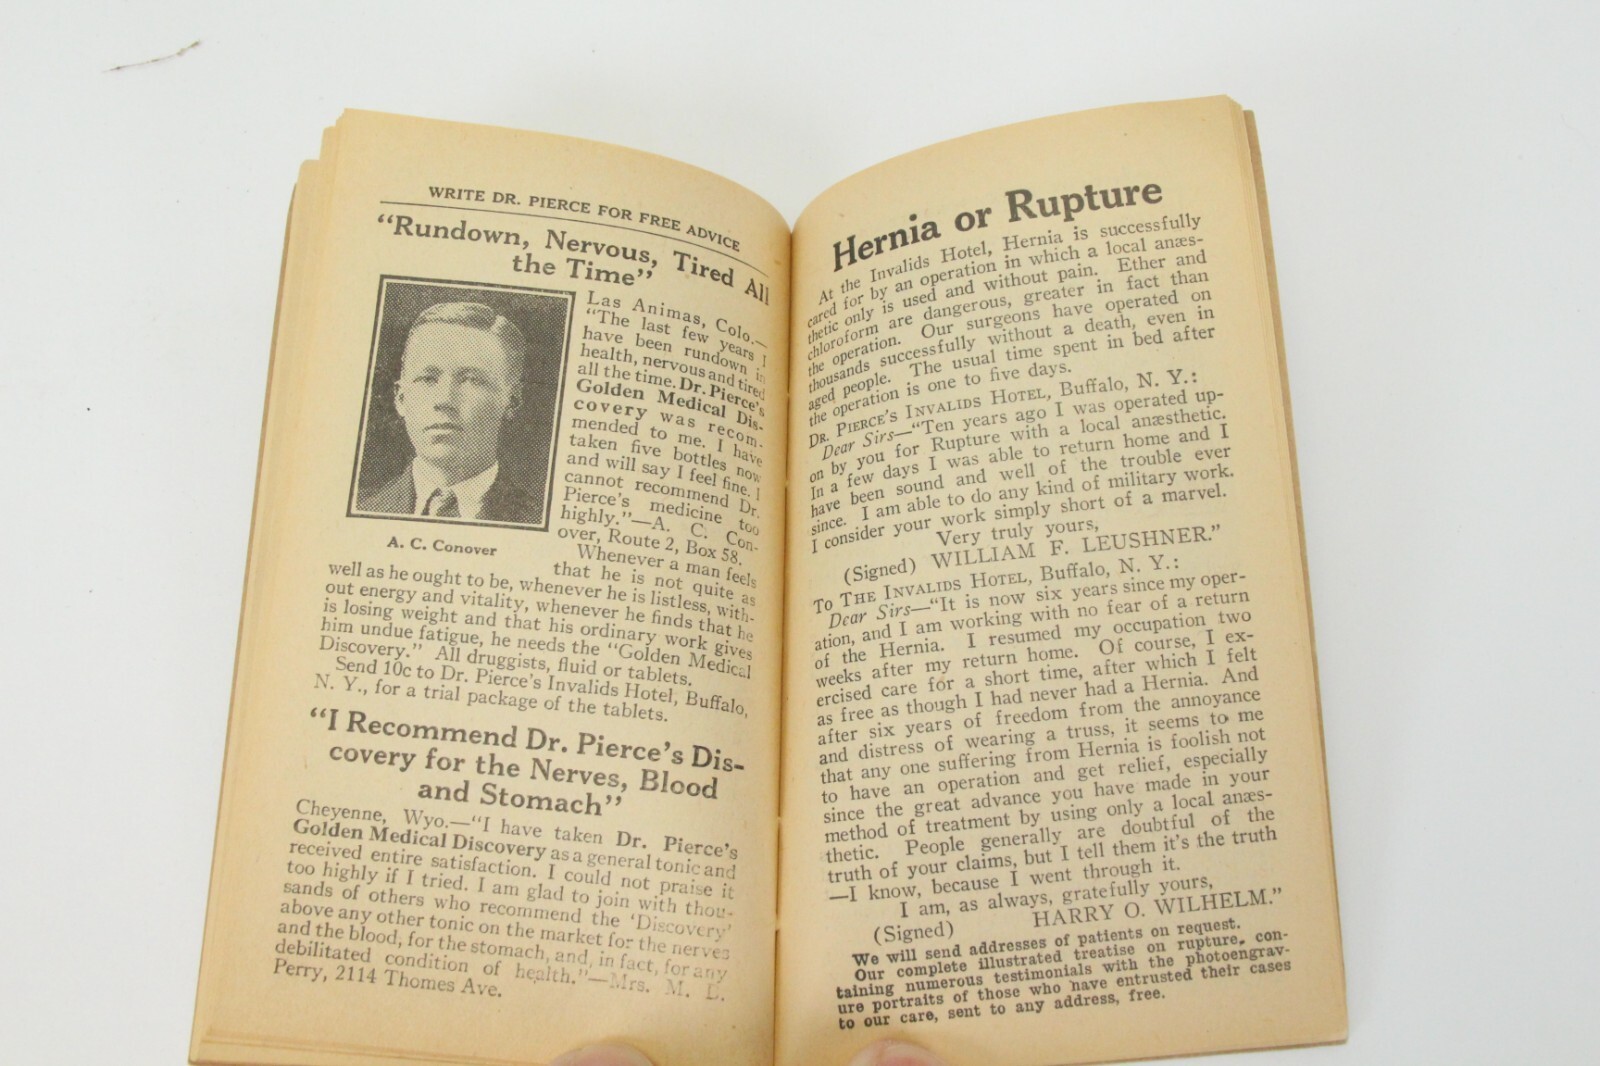 WRITE DR. PIERCE FOR FREE ADVICE
"Rundown, Nervous, Tired All
the Time"
Las Animas, Colo.—
"The last few years I
have been rundown in
health, nervous and tired
all the time. Dr. Pierce's
Golden Medical Dis-
covery was recom-
mended to me. I have
taken five bottles now
and will say I feel fine. I
cannot recommend Dr.
Pierce's medicine too
highly."—A. C. Con-
over, Route 2, Box 58.
A. C. Conover
Whenever a man feels
that he is not quite as
well as he ought to be, whenever he is listless, with-
out energy and vitality, whenever he finds that he
is losing weight and that his ordinary work gives
him undue fatigue, he needs the "Golden Medical
Discovery." All druggists, fluid or tablets.
Send 10c to Dr. Pierce's Invalids Hotel, Buffalo,
N. Y., for a trial package of the tablets.
"I Recommend Dr. Pierce's Dis-
covery for the Nerves, Blood
and Stomach"
Cheyenne, Wyo.—"I have taken Dr. Pierce's
Golden Medical Discovery as a general tonic and
received entire satisfaction. I could not praise it
too highly if I tried. I am glad to join with thou-
sands of others who recommend the 'Discovery'
above any other tonic on the market for the nerves
and the blood, for the stomach, and, in fact, for any
debilitated condition of health."—Mrs. M. D.
Perry, 2114 Thomes Ave.
Hernia or Rupture
At the Invalids Hotel, Hernia is successfully
cared for by an operation in which a local anæs-
thetic only is used and without pain. Ether and
chloroform are dangerous, greater in fact than
the operation. Our surgeons have operated on
thousands successfully without a death, even in
aged people. The usual time spent in bed after
the operation is one to five days.
DR. PIERCE'S INVALIDS HOTEL, Buffalo, N. Y.:
Dear Sirs—"Ten years ago I was operated up-
on by you for Rupture with a local anæsthetic.
In a few days I was able to return home and I
have been sound and well of the trouble ever
since. I am able to do any kind of military work.
I consider your work simply short of a marvel.
Very truly yours,
(Signed) WILLIAM F. LEUSHNER."
To THE INVALIDS HOTEL, Buffalo, N. Y.:
Dear Sirs—"It is now six years since my oper-
ation, and I am working with no fear of a return
of the Hernia. I resumed my occupation two
weeks after my return home. Of course, I ex-
ercised care for a short time, after which I felt
as free as though I had never had a Hernia. And
after six years of freedom from the annoyance
and distress of wearing a truss, it seems to me
that any one suffering from Hernia is foolish not
to have an operation and get relief, especially
since the great advance you have made in your
method of treatment by using only a local anæs-
thetic. People generally are doubtful of the
truth of your claims, but I tell them it's the truth
—I know, because I went through it.
I am, as always, gratefully yours,
(Signed) HARRY O. WILHELM."
We will send addresses of patients on request.
Our complete illustrated treatise on rupture, con-
taining numerous testimonials with the photoengrav-
ure portraits of those who have entrusted their cases
to our care, sent to any address, free.